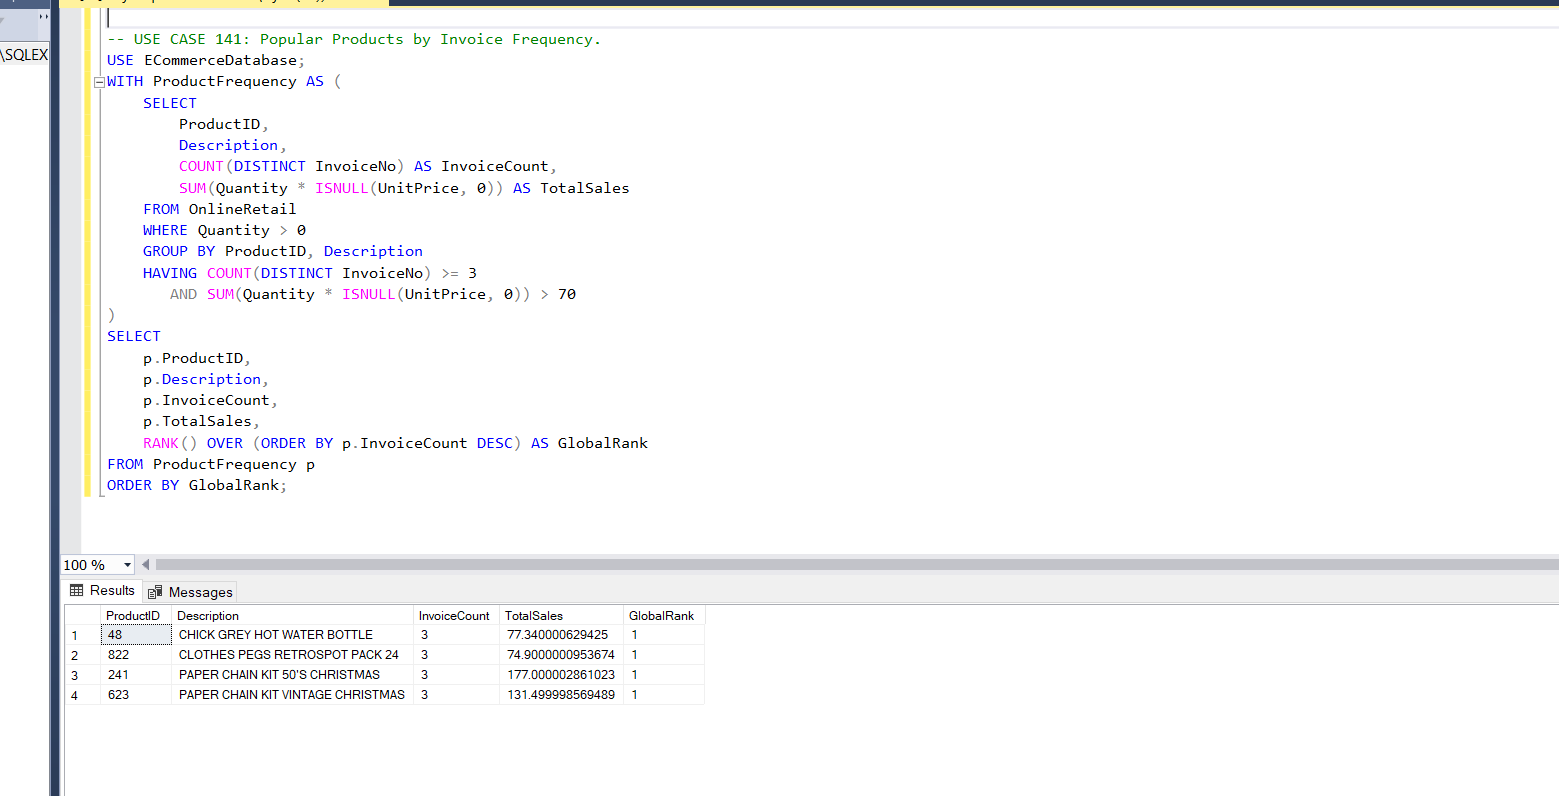 \SQLEX
-- USE CASE 141: Popular Products by Invoice Frequency.
USE ECommerceDatabase;
WITH ProductFrequency AS (
SELECT
ProductID,
Description,
COUNT(DISTINCT InvoiceNo) AS InvoiceCount,
SUM(Quantity * ISNULL(UnitPrice, 0)) AS TotalSales
FROM OnlineRetail
WHERE Quantity > 0
GROUP BY ProductID, Description
HAVING COUNT(DISTINCT InvoiceNo) >= 3
AND SUM(Quantity * ISNULL(UnitPrice, 0)) > 70
)
SELECT
p.ProductID,
p.Description,
p.InvoiceCount,
p.TotalSales,
RANK() OVER (ORDER BY p.InvoiceCount DESC) AS GlobalRank
FROM ProductFrequency p
ORDER BY GlobalRank;
100 %
Results Messages
ProductID Description InvoiceCount TotalSales GlobalRank
1 48 CHICK GREY HOT WATER BOTTLE 3 77.340000629425 1
2 822 CLOTHES PEGS RETROSPOT PACK 24 3 74.9000000953674 1
3 241 PAPER CHAIN KIT 50'S CHRISTMAS 3 177.000002861023 1
4 623 PAPER CHAIN KIT VINTAGE CHRISTMAS 3 131.499998569489 1